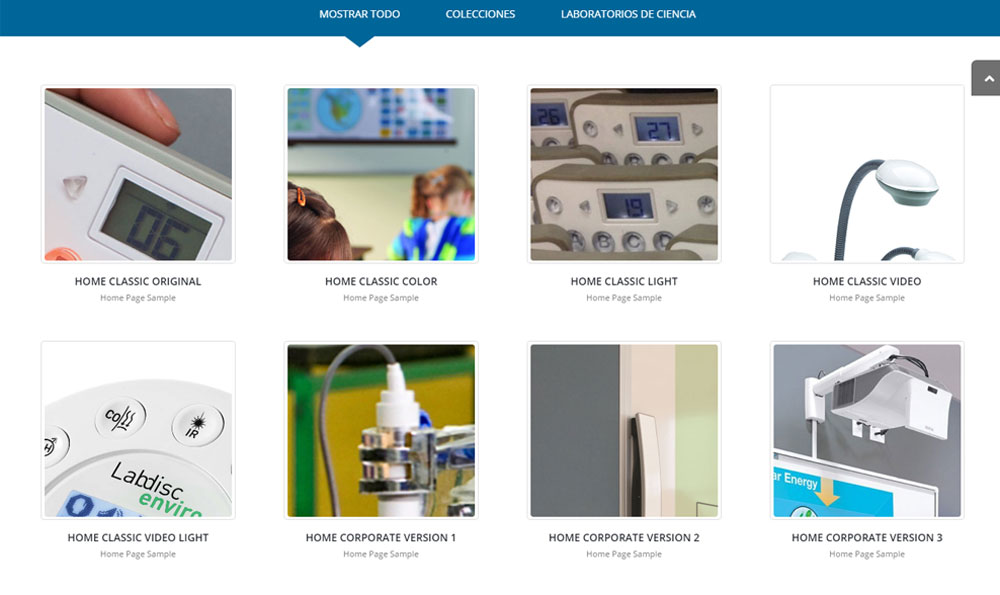 MOSTRAR TODO COLECCIONES LABORATORIOS DE CIENCIA
06
26
27
19
A B C D
HOME CLASSIC ORIGINAL HOME CLASSIC COLOR HOME CLASSIC LIGHT HOME CLASSIC VIDEO
Home Page Sample Home Page Sample Home Page Sample Home Page Sample
CO
IR
H
Labdisc
enviro
ar Energy
HOME CLASSIC VIDEO LIGHT HOME CORPORATE VERSION 1 HOME CORPORATE VERSION 2 HOME CORPORATE VERSION 3
Home Page Sample Home Page Sample Home Page Sample Home Page Sample